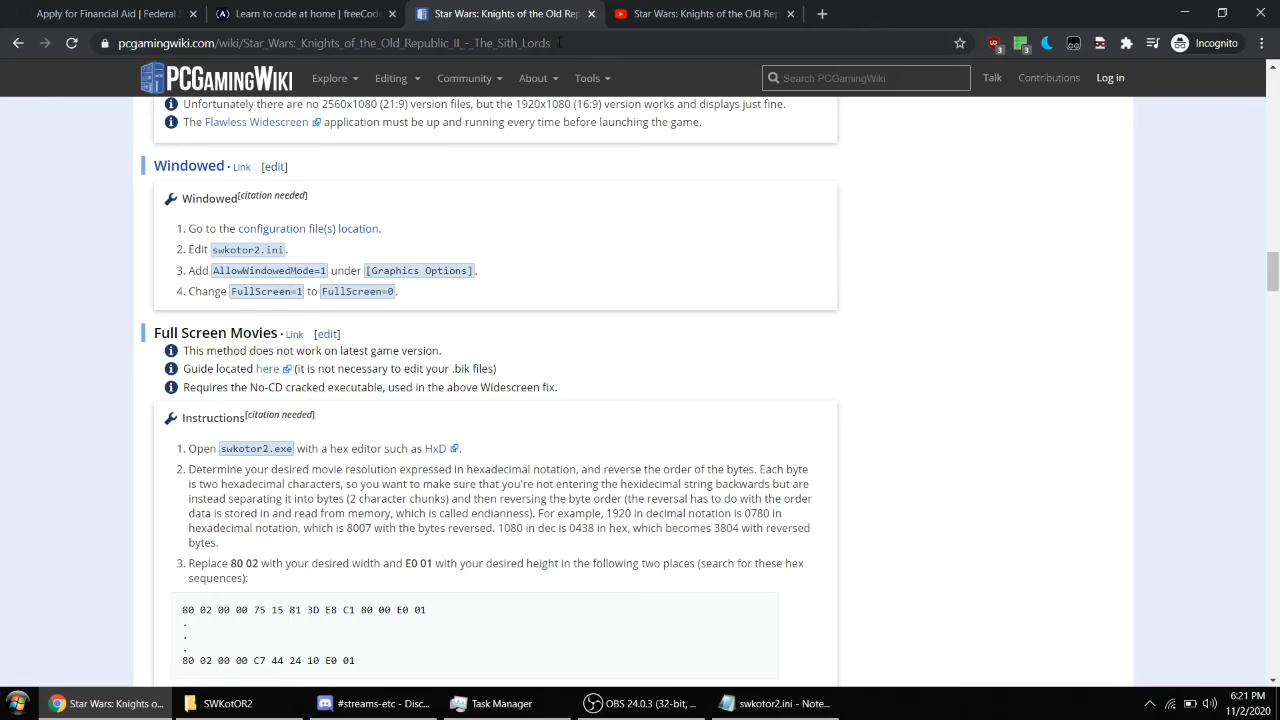 Apply for Financial Aid | Federal S
Learn to code at home | freeCode
Star Wars: Knights of the Old Rep
Star Wars: Knights of the Old Rep
pcgamingwiki.com/wiki/Star_Wars:_Knights_of_the_Old_Republic_II_-_The_Sith_Lords
3
3
Incognito
PCGamingWiki
Explore
Editing
Community
About
Tools
Search PCGamingWiki
Talk
Contributions
Log in
Unfortunately there are no 2560x1080 (21:9) version files, but the 1920x1080 (16:9) version works and displays just fine.
The Flawless Widescreen application must be up and running every time before launching the game.
Windowed · Link [edit]
Windowed[citation needed]
1. Go to the configuration file(s) location.
2. Edit swkotor2.ini.
3. Add AllowWindowedMode=1 under [Graphics Options].
4. Change FullScreen=1 to FullScreen=0.
Full Screen Movies · Link [edit]
This method does not work on latest game version.
Guide located here (it is not necessary to edit your .bik files)
Requires the No-CD cracked executable, used in the above Widescreen fix.
Instructions[citation needed]
1. Open swkotor2.exe with a hex editor such as HxD.
2. Determine your desired movie resolution expressed in hexadecimal notation, and reverse the order of the bytes. Each byte
is two hexadecimal characters, so you want to make sure that you're not entering the hexidecimal string backwards but are
instead separating it into bytes (2 character chunks) and then reversing the byte order (the reversal has to do with the order
data is stored in and read from memory, which is called endianness). For example, 1920 in decimal notation is 0780 in
hexadecimal notation, which is 8007 with the bytes reversed. 1080 in dec is 0438 in hex, which becomes 3804 with reversed
bytes.
3. Replace 80 02 with your desired width and E0 01 with your desired height in the following two places (search for these hex
sequences):
80 02 00 00 75 15 81 3D E8 C1 80 00 E0 01
.
.
.
80 02 00 00 C7 44 24 10 E0 01
Star Wars: Knights o...
SWKotOR2
#streams-etc - Disc...
Task Manager
OBS 24.0.3 (32-bit, ...
swkotor2.ini - Note...
6:21 PM
11/2/2020